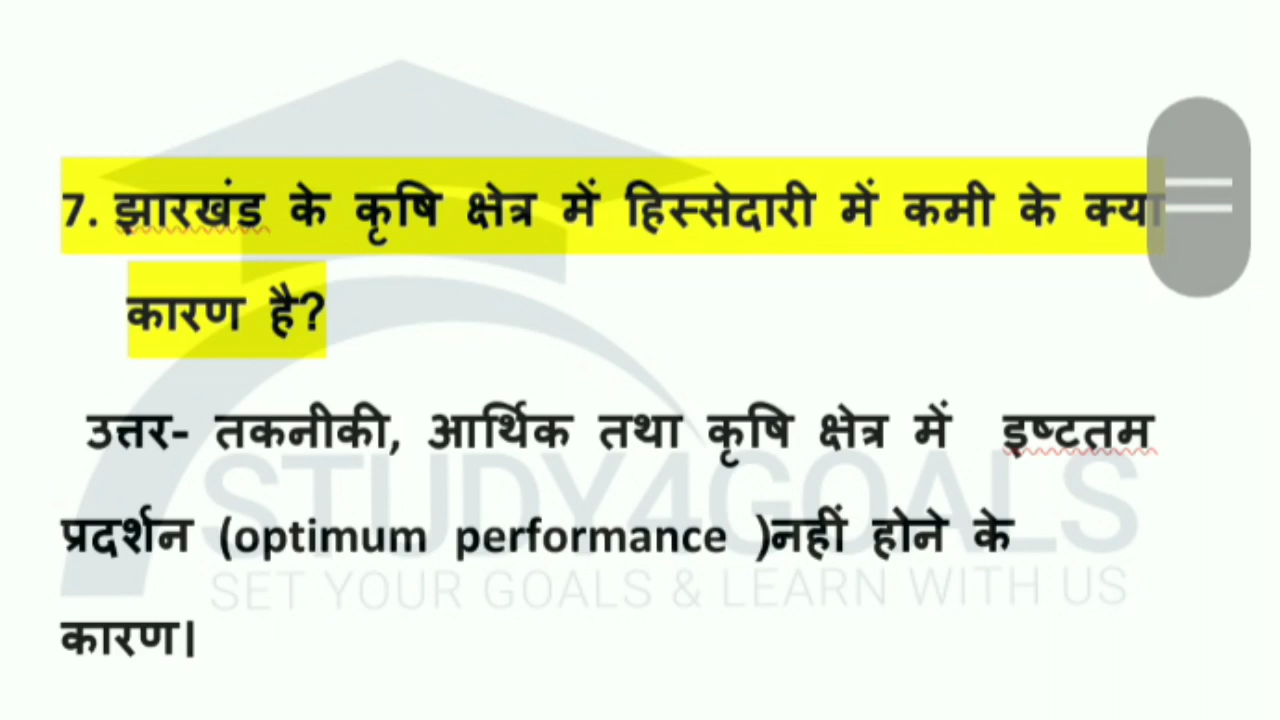 7. झारखंड के कृषि क्षेत्र में हिस्सेदारी में कमी के क्या
कारण है?
उत्तर- तकनीकी, आर्थिक तथा कृषि क्षेत्र में इष्टतम
प्रदर्शन (optimum performance )नहीं होने के
कारण।
STUDY4GOALS
SET YOUR GOALS & LEARN WITH US